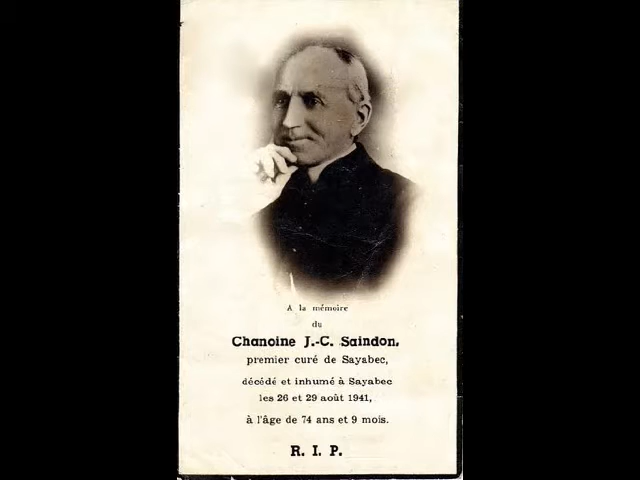 A la mémoire
du
Chanoine J.-C. Saindon,
premier curé de Sayabec,
décédé et inhumé à Sayabec
les 26 et 29 août 1941,
à l'âge de 74 ans et 9 mois.
R. I. P.